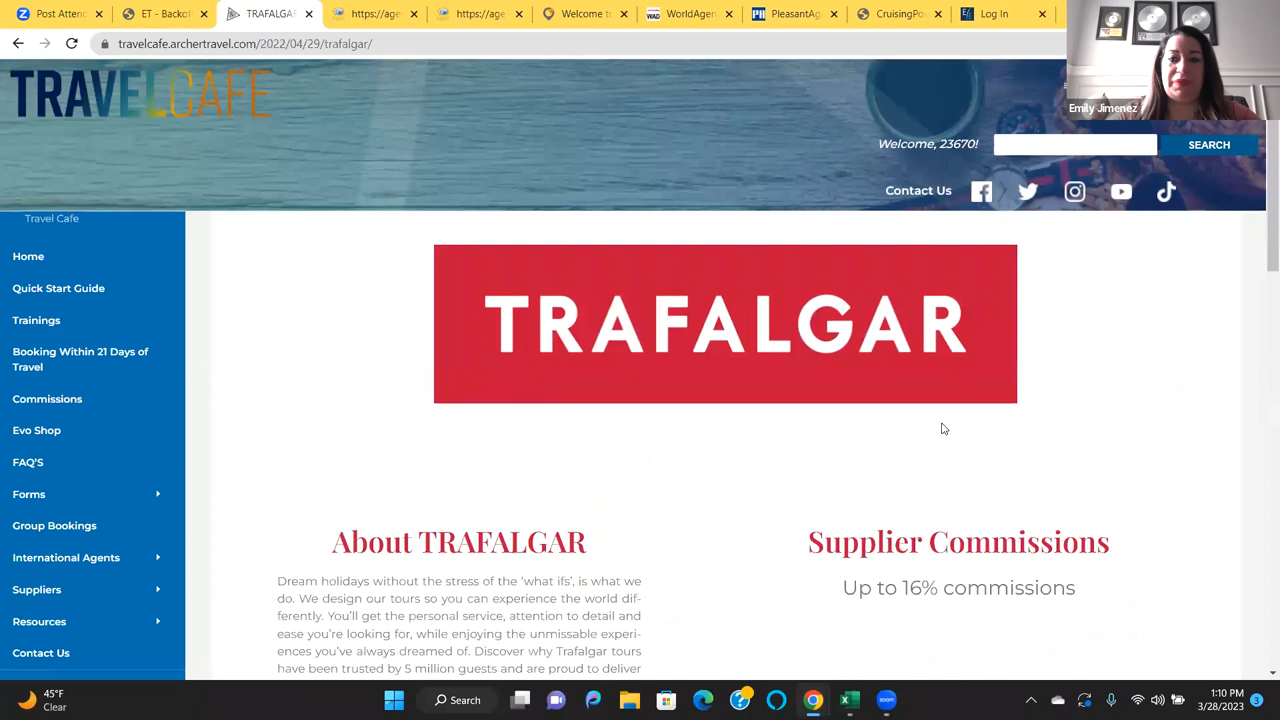 Post Attend
ET - Backof
TRAFALGAR
https://age
https://age
Welcome to
WAD WorldAgen
PH PleasantAg
CruisingPow
Log In
travelcafe.archertravel.com/2022/04/29/trafalgar/
Emily Jimenez
TRAVELCAFE
Welcome, 23670!
SEARCH
Contact Us
Travel Cafe
Home
Quick Start Guide
Trainings
Booking Within 21 Days of
Travel
Commissions
Evo Shop
FAQ'S
Forms
Group Bookings
International Agents
Suppliers
Resources
Contact Us
TRAFALGAR
About TRAFALGAR
Dream holidays without the stress of the ‘what ifs’, is what we
do. We design our tours so you can experience the world dif-
ferently. You’ll get the personal service, attention to detail and
ease you’re looking for, while enjoying the unmissable experi-
ences you’ve always dreamed of. Discover why Trafalgar tours
have been trusted by 5 million guests and are proud to deliver
Supplier Commissions
Up to 16% commissions
45°F
Clear
Search
1:10 PM
3/28/2023
3